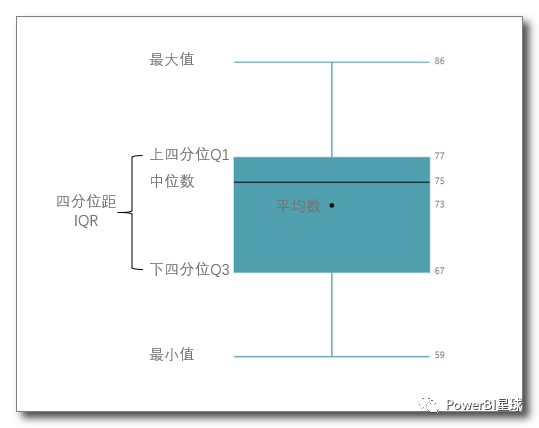 最大值
86
上四分位Q1
77
中位数
75
平均数
73
四分位距
IQR
下四分位Q3
67
最小值
59
PowerBI星球